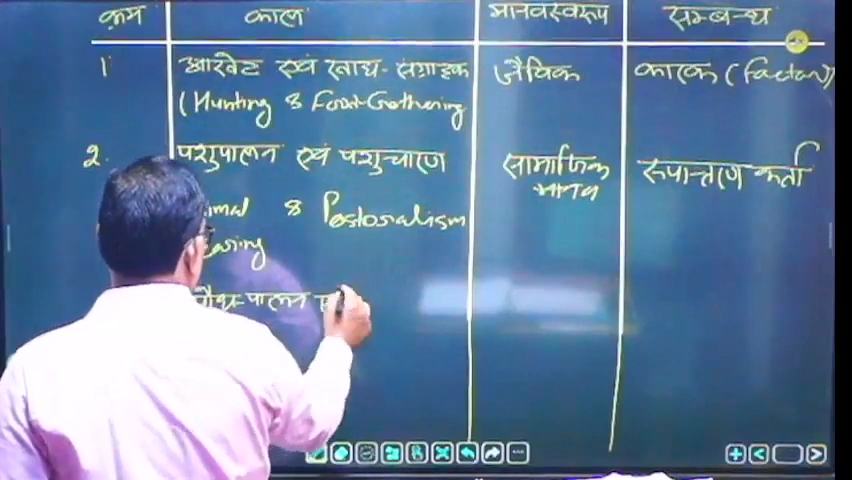 क्रम काल मानवस्वरूप सम्बन्ध
1 आखेट एवं खाद्य-संग्राहक जैविक कारक (Factor)
(Hunting & Food-Gathering
2. पशुपालन एवं पशुचारण सामाजिक मानव रूपान्तरण कर्ता
& Pastoralism
पालन